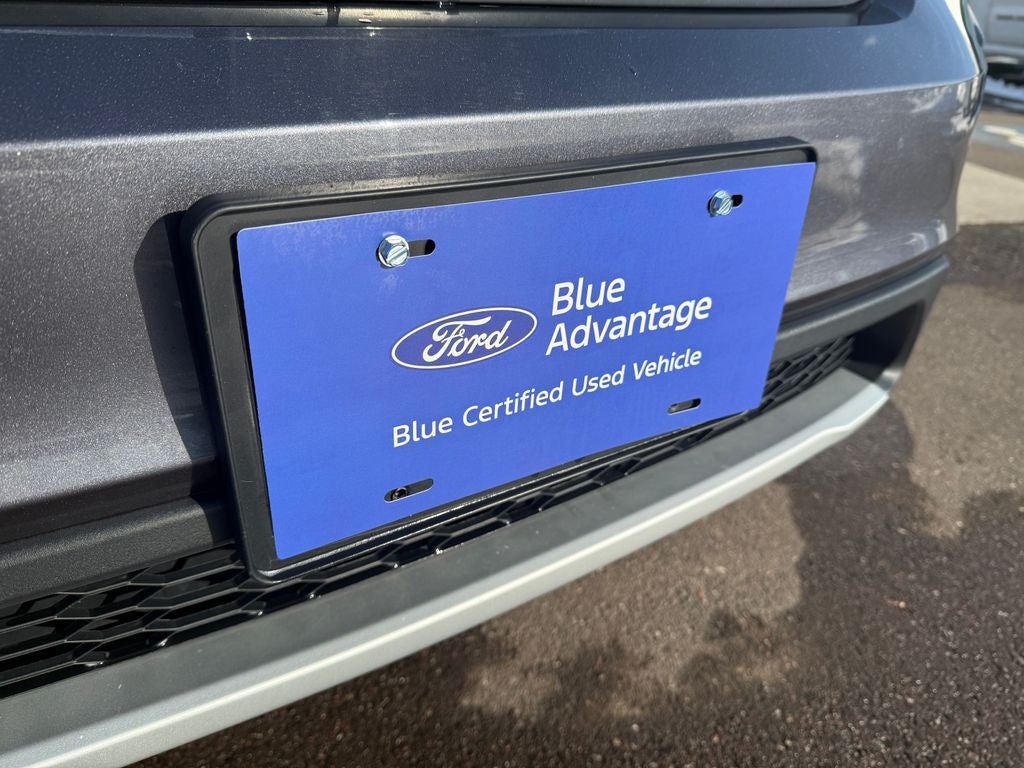 Ford
Blue
Advantage
Blue Certified Used Vehicle